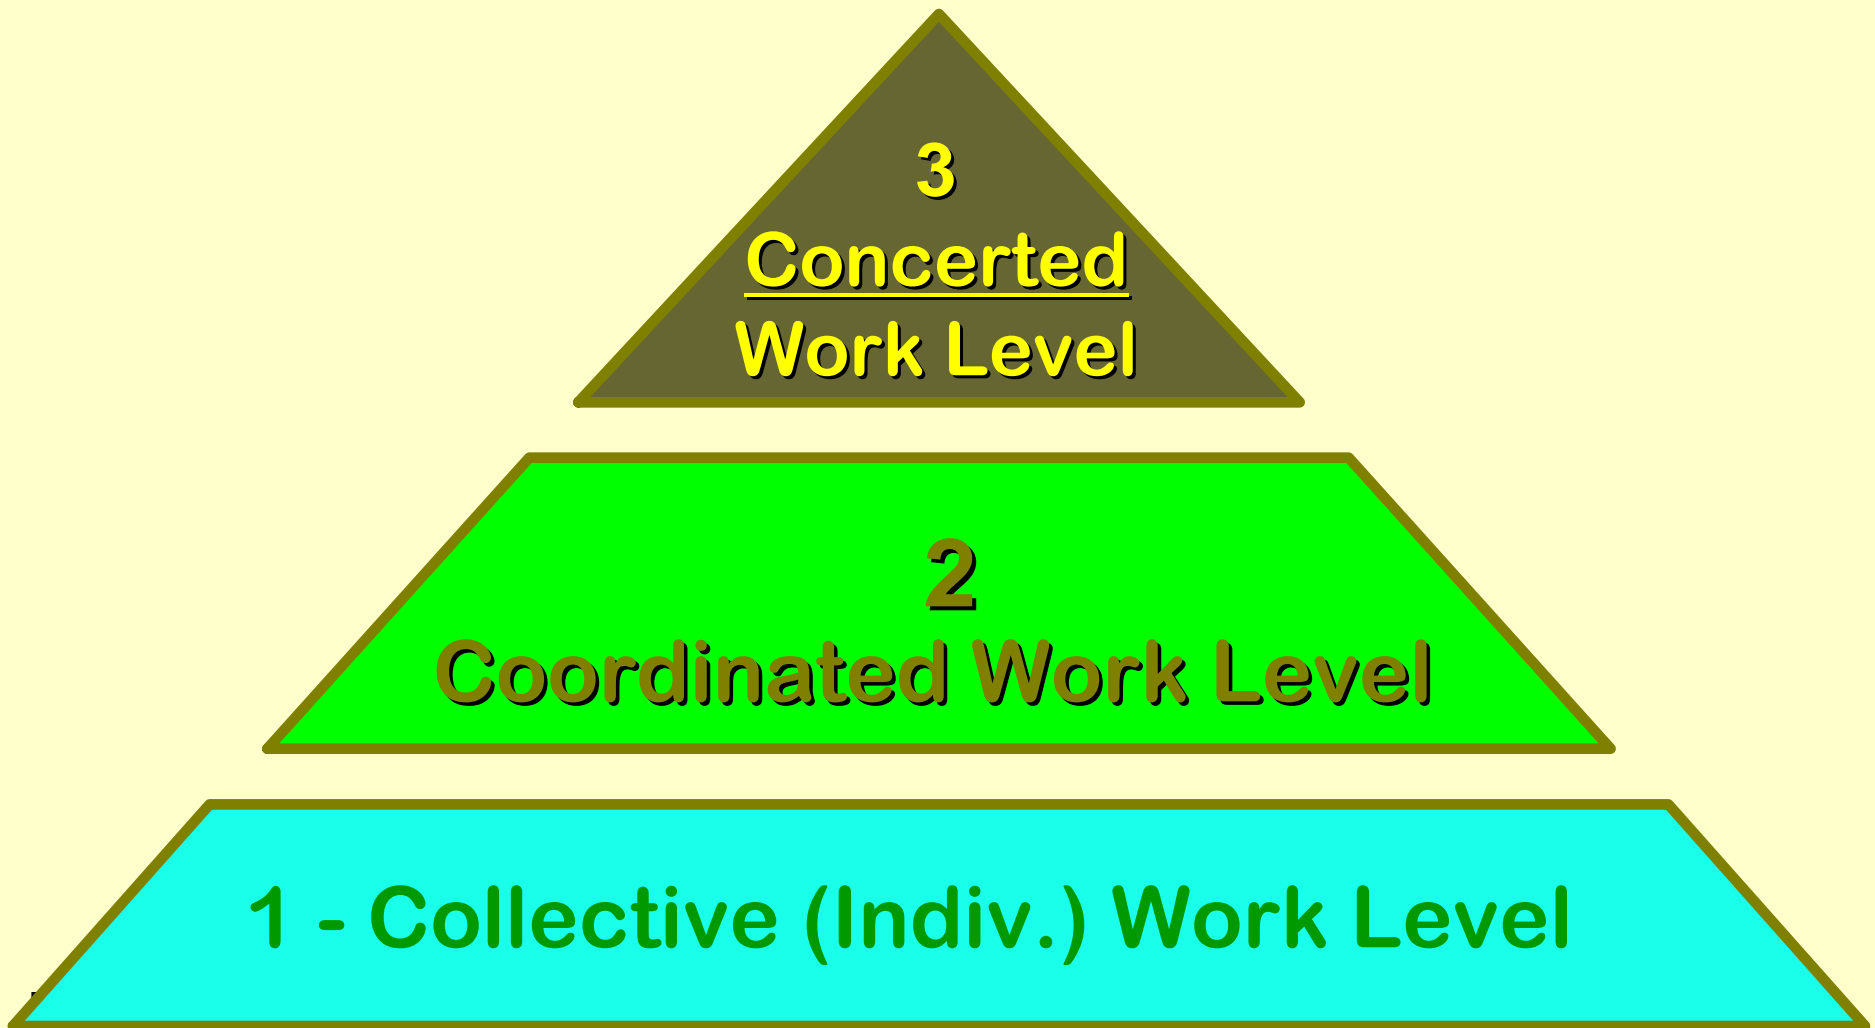 3
Concerted
Work Level
2
Coordinated Work Level
1 - Collective (Indiv.) Work Level